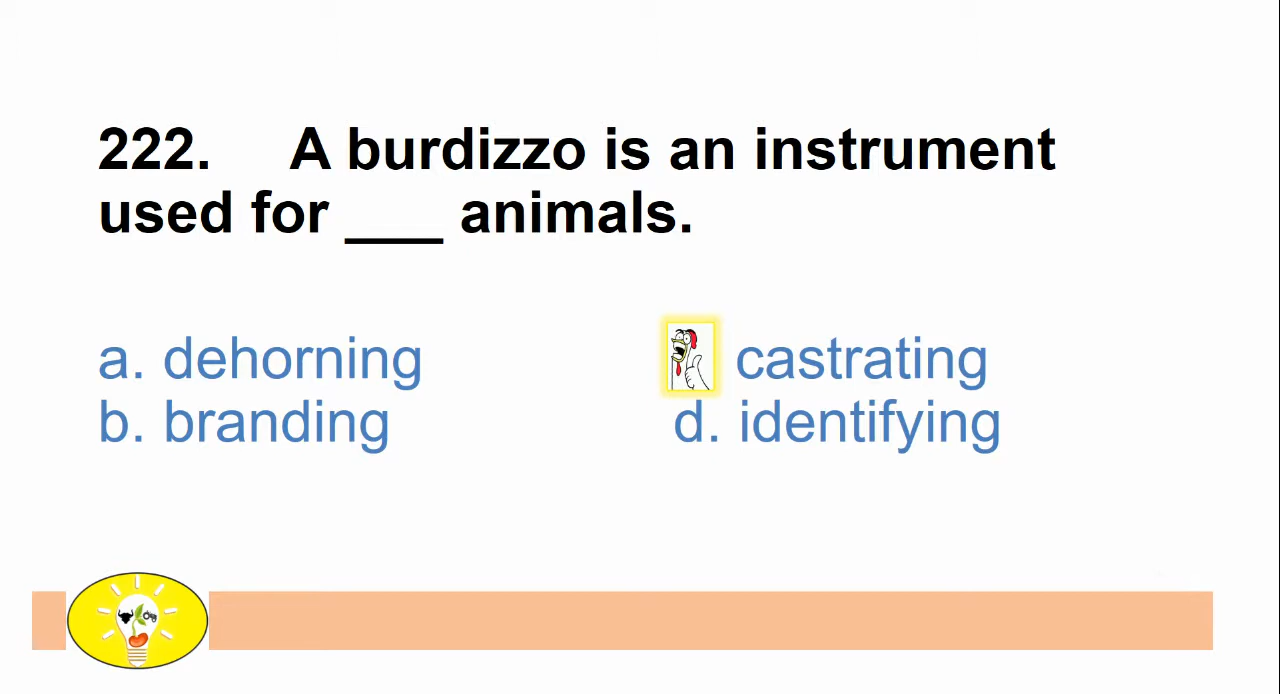 222. A burdizzo is an instrument
used for ___ animals.
a. dehorning
castrating
b. branding
d. identifying